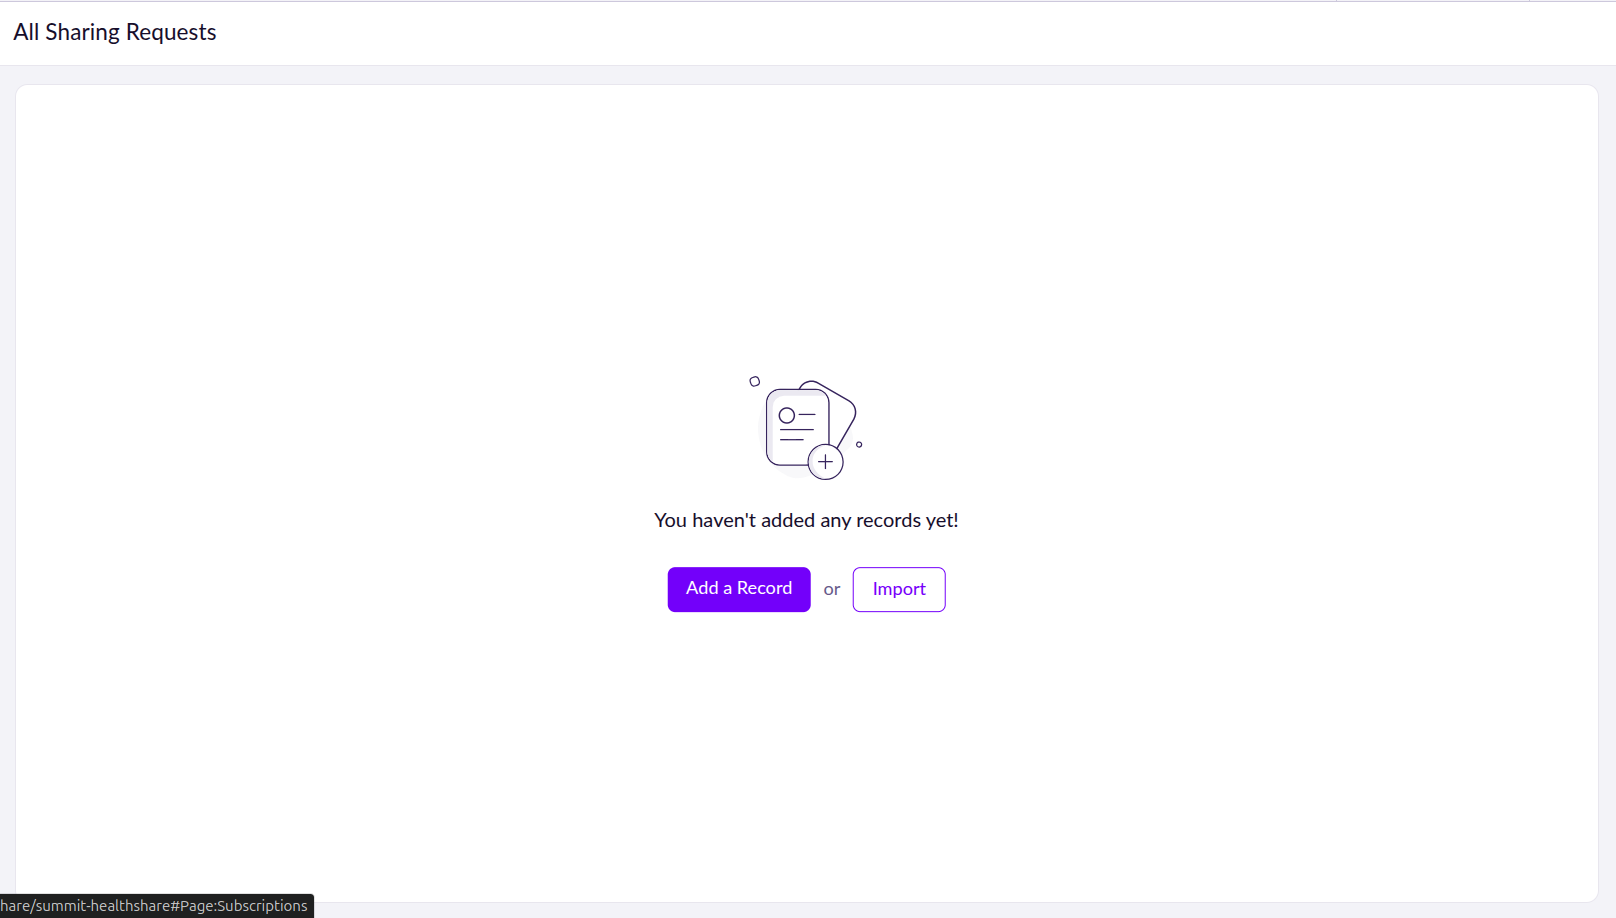 All Sharing Requests
You haven't added any records yet!
Add a Record or Import
hare/summit-healthshare#Page:Subscriptions